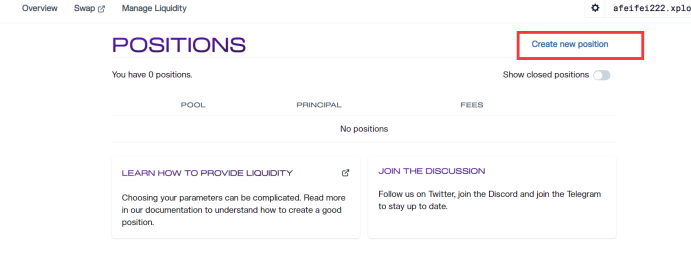 Overview Swap Manage Liquidity afeifei222.xplo
POSITIONS
Create new position
You have 0 positions.
Show closed positions
POOL PRINCIPAL FEES
No positions
LEARN HOW TO PROVIDE LIQUIDITY
Choosing your parameters can be complicated. Read more
in our documentation to understand how to create a good
position.
JOIN THE DISCUSSION
Follow us on Twitter, join the Discord and join the Telegram
to stay up to date.